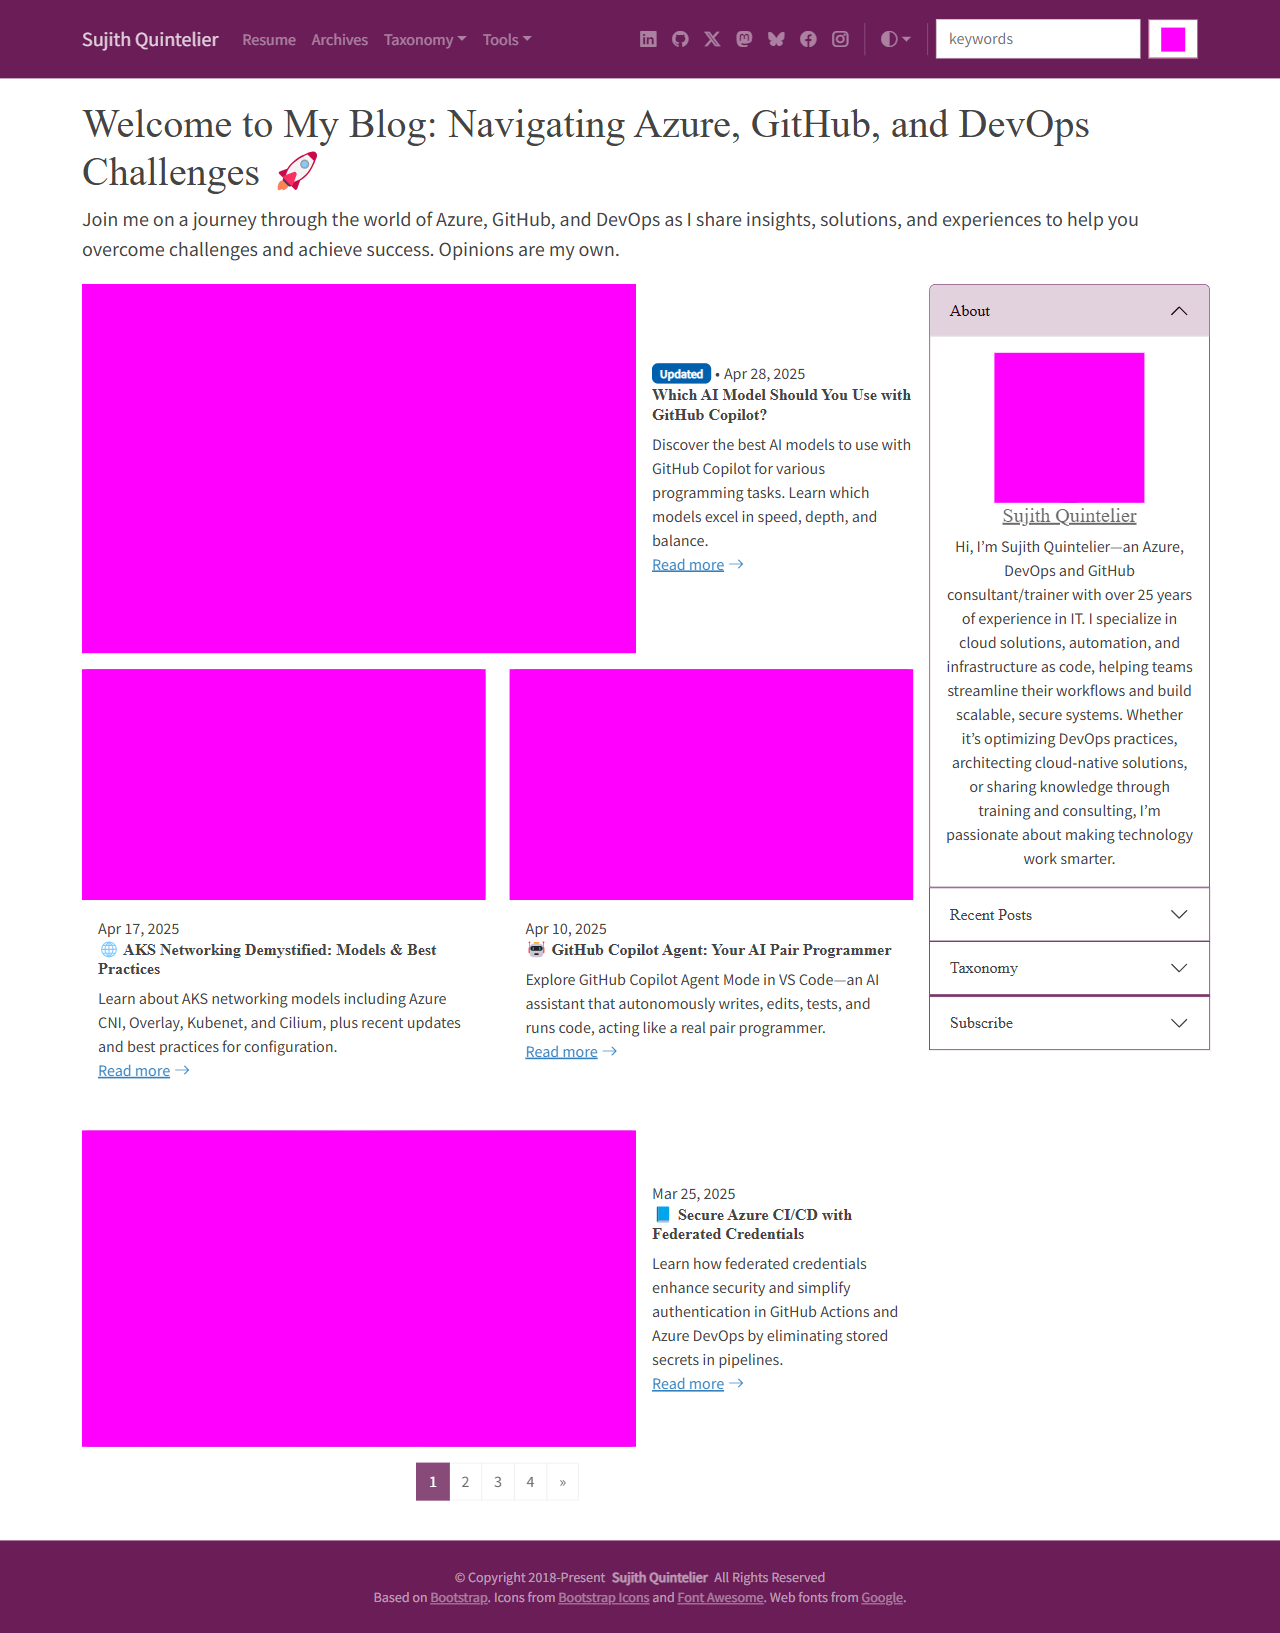 Sujith Quintelier Resume Archives Taxonomy Tools keywords
Welcome to My Blog: Navigating Azure, GitHub, and DevOps
Challenges 🚀
Join me on a journey through the world of Azure, GitHub, and DevOps as I share insights, solutions, and experiences to help you
overcome challenges and achieve success. Opinions are my own.
Updated • Apr 28, 2025
Which AI Model Should You Use with
GitHub Copilot?
Discover the best AI models to use with
GitHub Copilot for various
programming tasks. Learn which
models excel in speed, depth, and
balance.
Read more →
Apr 17, 2025
🌐 AKS Networking Demystified: Models & Best
Practices
Learn about AKS networking models including Azure
CNI, Overlay, Kubenet, and Cilium, plus recent updates
and best practices for configuration.
Read more →
Apr 10, 2025
🤖 GitHub Copilot Agent: Your AI Pair Programmer
Explore GitHub Copilot Agent Mode in VS Code—an AI
assistant that autonomously writes, edits, tests, and
runs code, acting like a real pair programmer.
Read more →
Mar 25, 2025
📘 Secure Azure CI/CD with
Federated Credentials
Learn how federated credentials
enhance security and simplify
authentication in GitHub Actions and
Azure DevOps by eliminating stored
secrets in pipelines.
Read more →
1 2 3 4 »
About
Sujith Quintelier
Hi, I’m Sujith Quintelier—an Azure,
DevOps and GitHub
consultant/trainer with over 25 years
of experience in IT. I specialize in
cloud solutions, automation, and
infrastructure as code, helping teams
streamline their workflows and build
scalable, secure systems. Whether
it’s optimizing DevOps practices,
architecting cloud-native solutions,
or sharing knowledge through
training and consulting, I’m
passionate about making technology
work smarter.
Recent Posts
Taxonomy
Subscribe
© Copyright 2018-Present Sujith Quintelier All Rights Reserved
Based on Bootstrap. Icons from Bootstrap Icons and Font Awesome. Web fonts from Google.